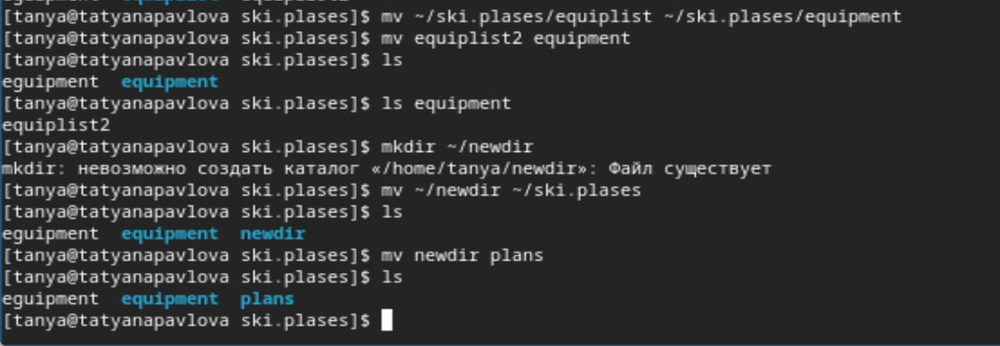 [tanya@tatyanapavlova ski.plases]$ mv ~/ski.plases/equiplist ~/ski.plases/equipment
[tanya@tatyanapavlova ski.plases]$ mv equiplist2 equipment
[tanya@tatyanapavlova ski.plases]$ ls
eguipment equipment
[tanya@tatyanapavlova ski.plases]$ ls equipment
equiplist2
[tanya@tatyanapavlova ski.plases]$ mkdir ~/newdir
mkdir: невозможно создать каталог «/home/tanya/newdir»: Файл существует
[tanya@tatyanapavlova ski.plases]$ mv ~/newdir ~/ski.plases
[tanya@tatyanapavlova ski.plases]$ ls
eguipment equipment newdir
[tanya@tatyanapavlova ski.plases]$ mv newdir plans
[tanya@tatyanapavlova ski.plases]$ ls
eguipment equipment plans
[tanya@tatyanapavlova ski.plases]$